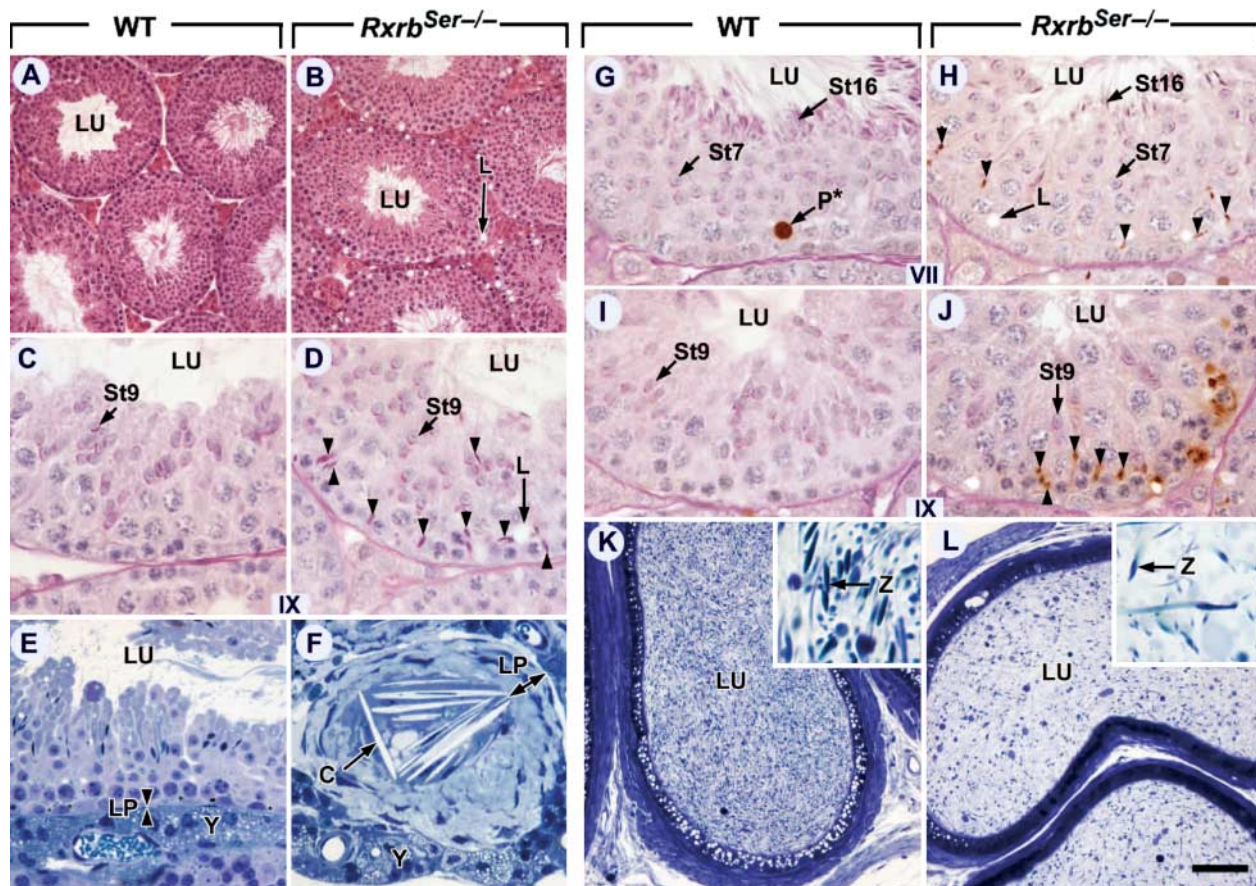 WT
Rxrb^Ser–/–
WT
Rxrb^Ser–/–
A
LU
B
LU
L
C
LU
St9
D
LU
St9
L
IX
E
LU
LP
Y
F
LP
C
Y
G
LU
St16
St7
P*
H
LU
St16
St7
L
VII
I
LU
St9
J
LU
St9
IX
K
LU
Z
L
LU
Z